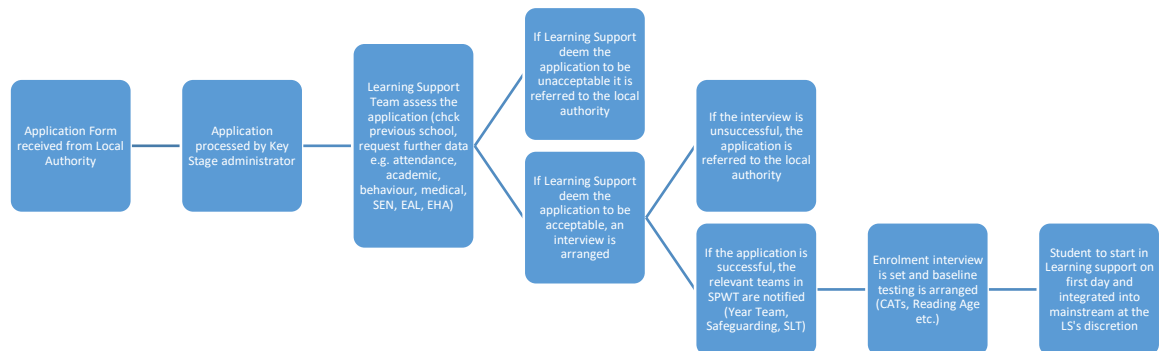 Application Form
received from Local
Authority
Application
processed by Key
Stage administrator
Learning Support
Team assess the
application (chck
previous school,
request further data
e.g. attendance,
academic,
behaviour, medical,
SEN, EAL, EHA)
If Learning Support
deem the
application to be
unacceptable it is
referred to the local
authority
If Learning Support
deem the
application to be
acceptable, an
interview is
arranged
If the interview is
unsuccessful, the
application is
referred to the local
authority
If the application is
successful, the
relevant teams in
SPWT are notified
(Year Team,
Safeguarding, SLT)
Enrolment interview
is set and baseline
testing is arranged
(CATs, Reading Age
etc.)
Student to start in
Learning support on
first day and
integrated into
mainstream at the
LS's discretion